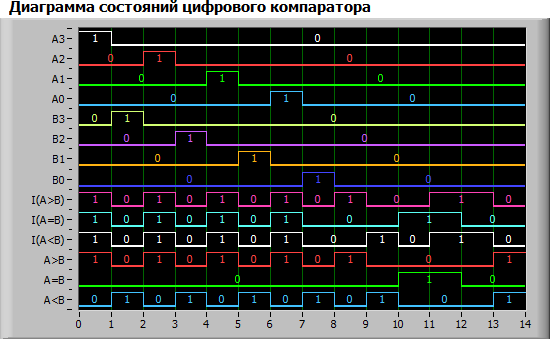 Диаграмма состояний цифрового компаратора
A3 1 0
A2 0 1 0
A1 0 1 0
A0 0 1 0
B3 0 1 0
B2 0 1 0
B1 0 1 0
B0 0 1 0
I(A>B) 1 0 1 0 1 0 1 0 1 0 1 0
I(A=B) 1 0 1 0 1 0 1 0 1 0
I(A<B) 1 0 1 0 1 0 1 0 1 0 1 0
A>B 1 0 1 0 1 0 1 0 1 0 1
A=B 0 1 0
A<B 0 1 0 1 0 1 0 1 0 1 0 1
0 1 2 3 4 5 6 7 8 9 10 11 12 13 14